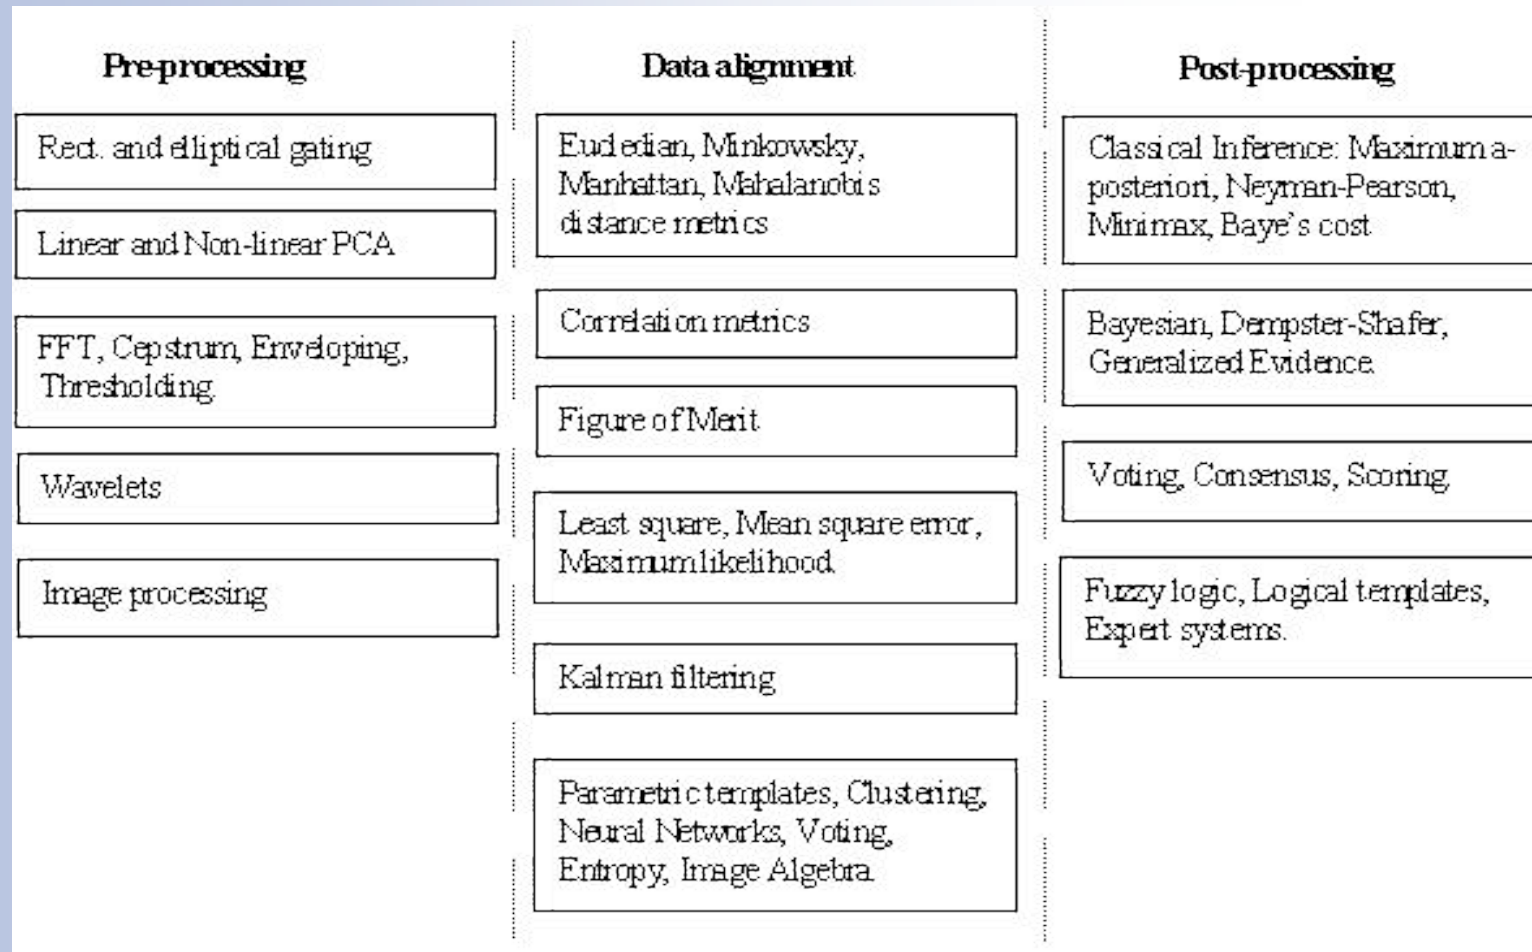 Pre-processing
Rect. and elliptical gating
Linear and Non-linear PCA
FFT, Cepstrum, Enveloping,
Thresholding.
Wavelets
Image processing
Data alignment
Eucledian, Minkowsky,
Manhattan, Mahalanobis
distance metrics
Correlation metrics
Figure of Merit
Least square, Mean square error,
Maximum likelihood.
Kalman filtering
Parametric templates, Clustering,
Neural Networks, Voting,
Entropy, Image Algebra.
Post-processing
Classical Inference: Maximum a-
posteriori, Neyman-Pearson,
Minimax, Baye's cost
Bayesian, Dempster-Shafer,
Generalized Evidence
Voting, Consensus, Scoring.
Fuzzy logic, Logical templates,
Expert systems.